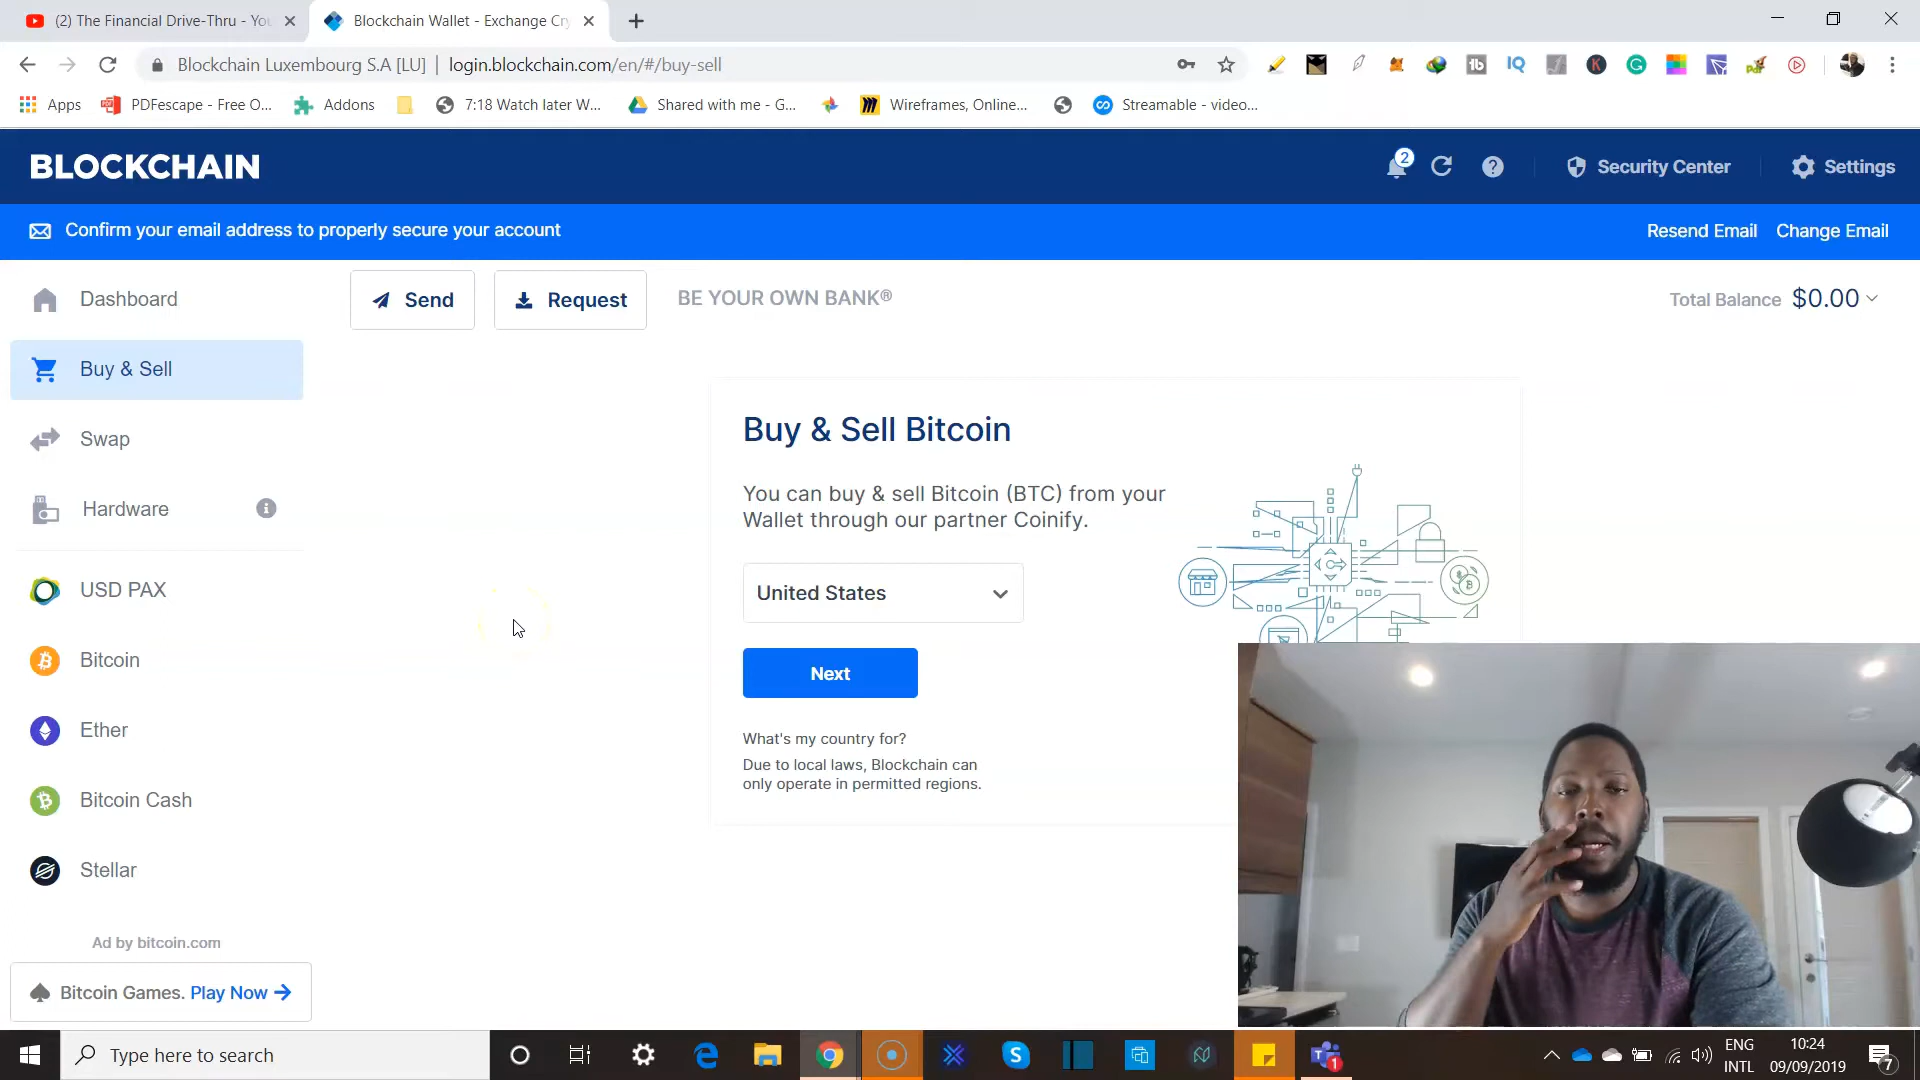 (2) The Financial Drive-Thru - You
Blockchain Wallet - Exchange Cry
Blockchain Luxembourg S.A [LU] | login.blockchain.com/en/#/buy-sell
Apps
PDFescape - Free O...
Addons
7:18 Watch later W...
Shared with me - G...
Wireframes, Online...
Streamable - video...
BLOCKCHAIN
2
Security Center
Settings
Confirm your email address to properly secure your account
Resend Email
Change Email
Dashboard
Send
Request
BE YOUR OWN BANK®
Total Balance $0.00
Buy & Sell
Swap
Hardware
USD PAX
Bitcoin
Ether
Bitcoin Cash
Stellar
Ad by bitcoin.com
Bitcoin Games. Play Now →
Buy & Sell Bitcoin
You can buy & sell Bitcoin (BTC) from your
Wallet through our partner Coinify.
United States
Next
What's my country for?
Due to local laws, Blockchain can
only operate in permitted regions.
Type here to search
1
ENG
INTL
10:24
09/09/2019
7